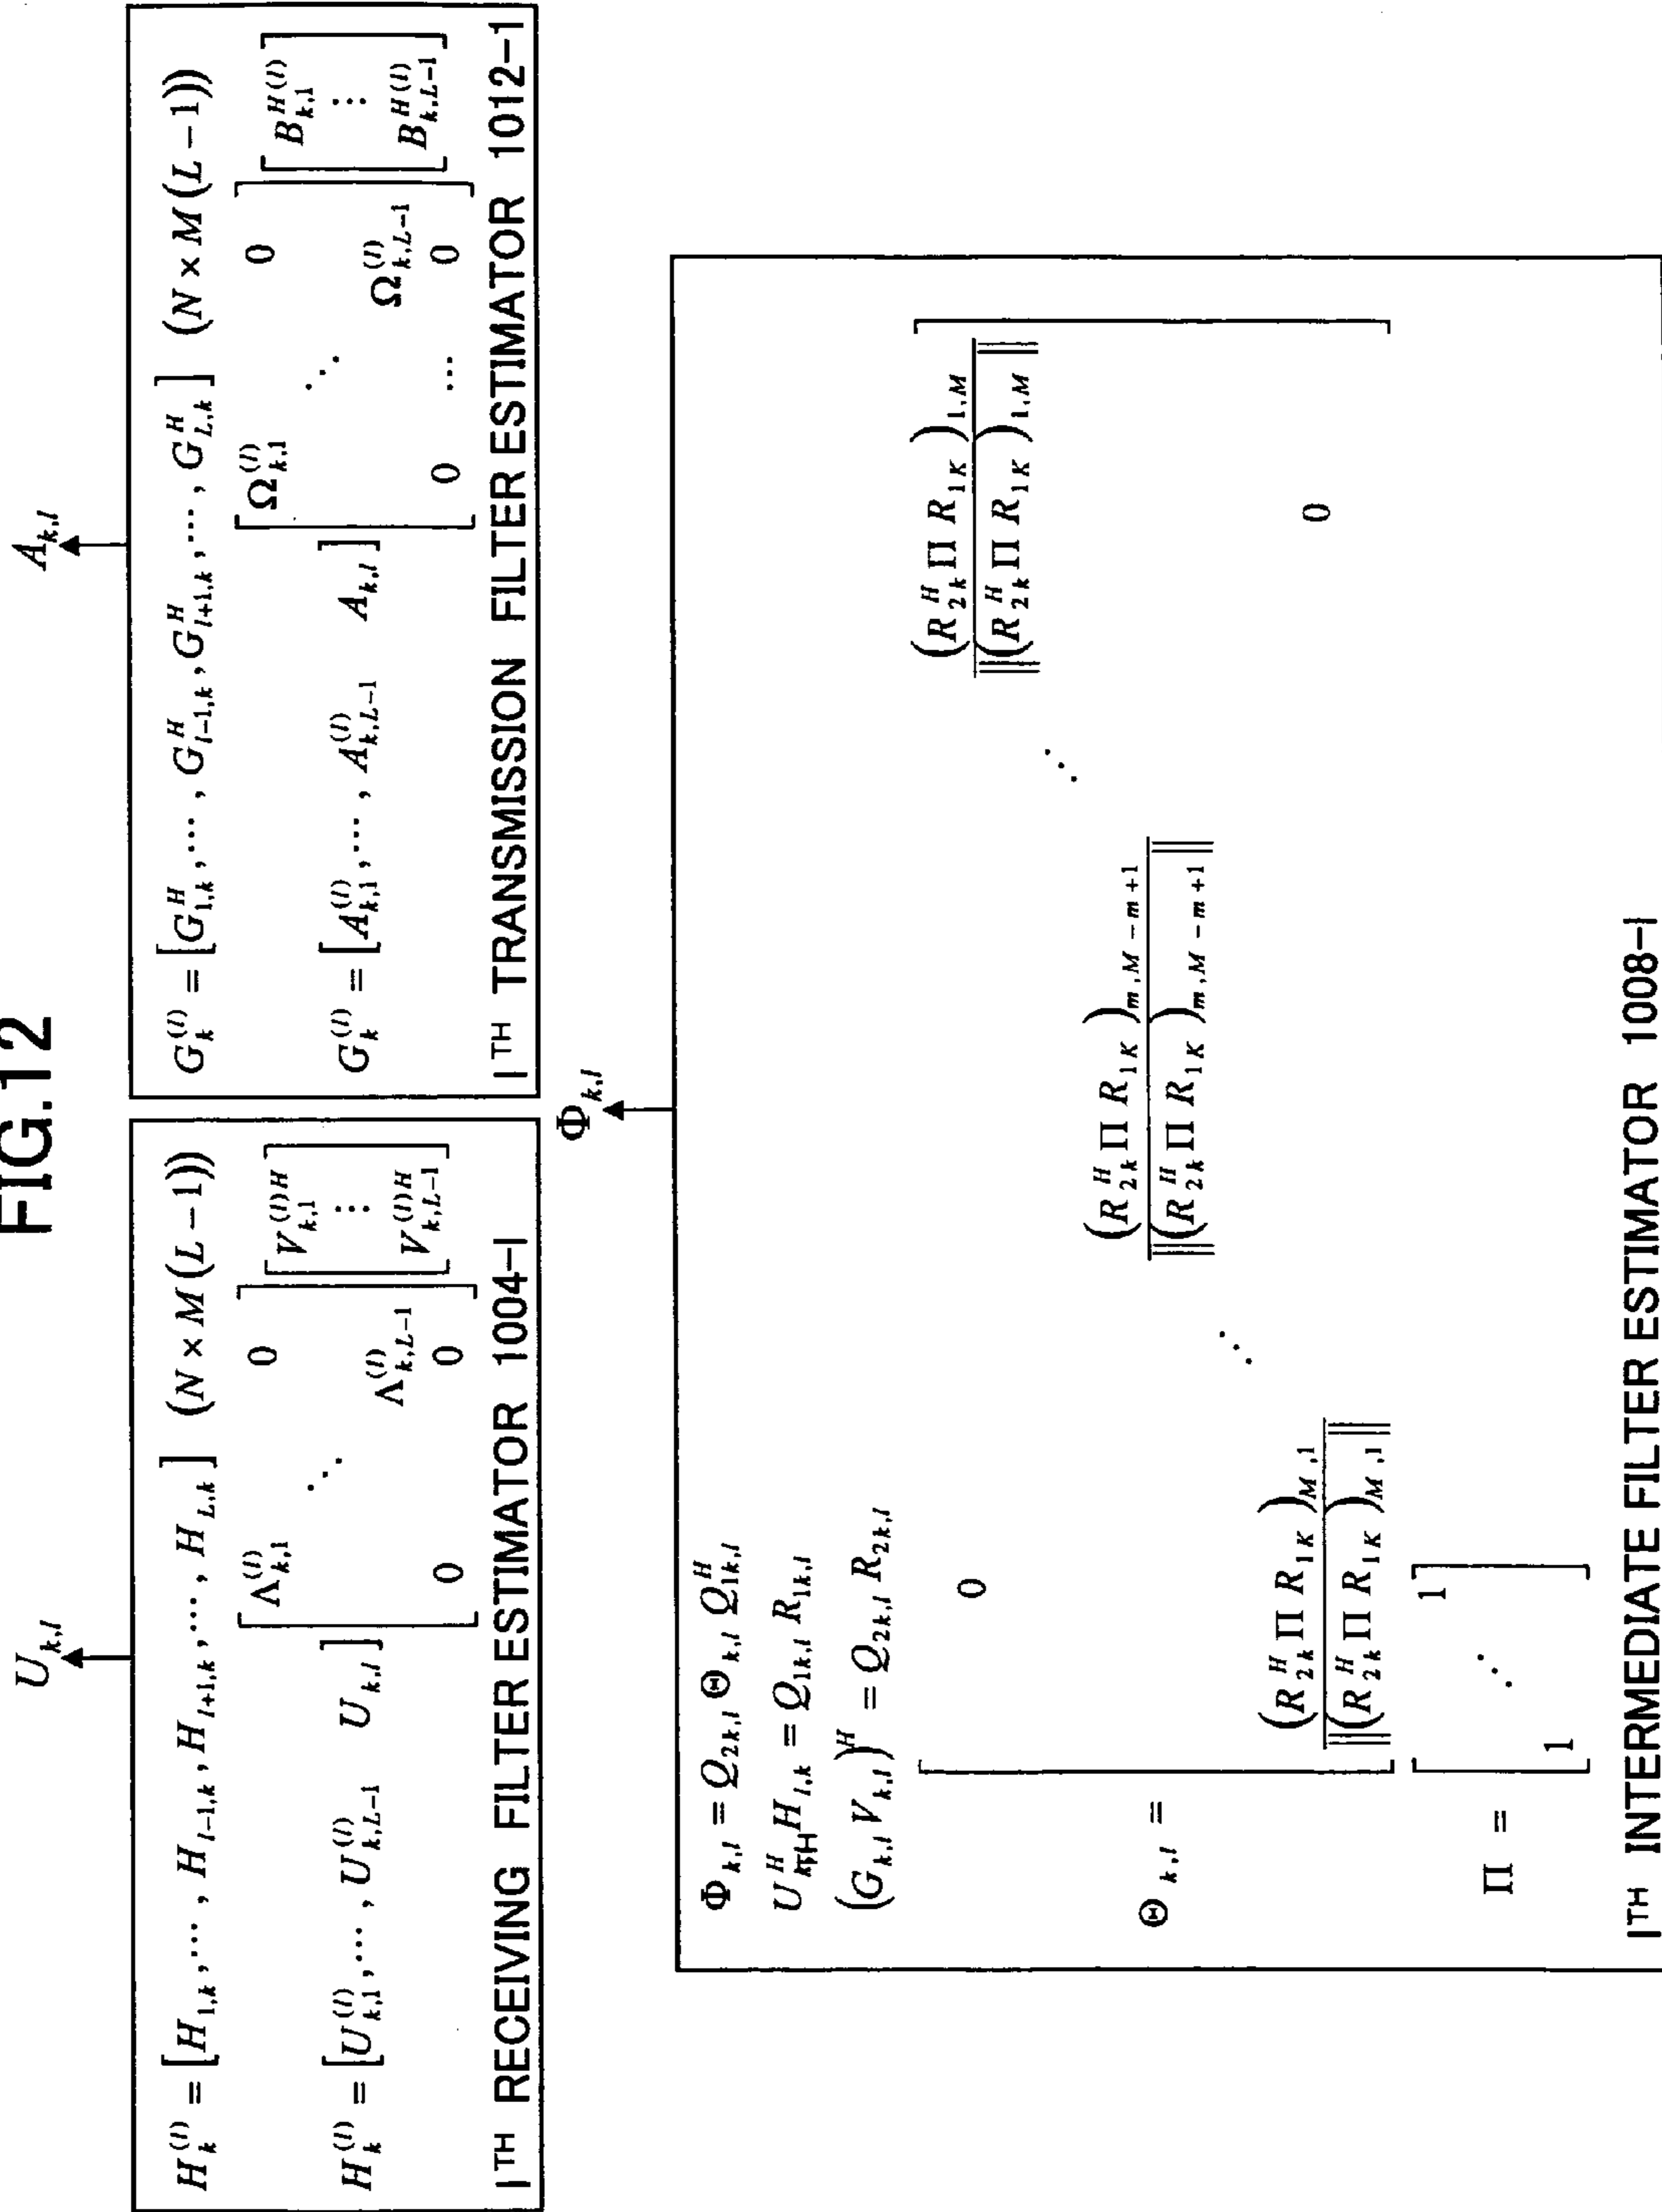 FIG.12
U_{k,l}
H_k^{(l)} = [H_{1,k}, ⋯, H_{l-1,k}, H_{l+1,k}, ⋯, H_{L,k}] (N × M(L−1))
H_k^{(l)} = [U_{k,1}^{(l)}, ⋯, U_{k,L-1}^{(l)} U_{k,l}] [Λ_{k,1}^{(l)} 0 ⋱ Λ_{k,L-1}^{(l)} 0 0] [V_{k,1}^{(l)H} ⋮ V_{k,L-1}^{(l)H}]
l TH RECEIVING FILTER ESTIMATOR 1004-l
A_{k,l}
G_k^{(l)} = [G_{1,k}^H, ⋯, G_{l-1,k}^H, G_{l+1,k}^H, ⋯, G_{L,k}^H] (N × M(L−1))
G_k^{(l)} = [A_{k,1}^{(l)}, ⋯, A_{k,L-1}^{(l)} A_{k,l}] [Ω_{k,1}^{(l)} 0 ⋱ Ω_{k,L-1}^{(l)} 0 ⋯ 0] [B_{k,1}^{H(l)} ⋮ B_{k,L-1}^{H(l)}]
l TH TRANSMISSION FILTER ESTIMATOR 1012-1
Φ_{k,l}
Φ_{k,l} = Q_{2k,l} Θ_{k,l} Q_{1k,l}^H
U_{k,l}^H H_{l,k} = Q_{1k,l} R_{1k,l}
(G_{k,l} V_{k,l})^H = Q_{2k,l} R_{2k,l}
Θ_{k,l} = [0
(R_{2k}^H Π R_{1K})_{1,M}
‖(R_{2k}^H Π R_{1K})_{1,M}‖
⋱
(R_{2k}^H Π R_{1K})_{m,M-m+1}
‖(R_{2k}^H Π R_{1K})_{m,M-m+1}‖
⋱
(R_{2k}^H Π R_{1K})_{M,1}
‖(R_{2k}^H Π R_{1K})_{M,1}‖
0]
Π = [1 ⋱ 1]
l TH INTERMEDIATE FILTER ESTIMATOR 1008-l